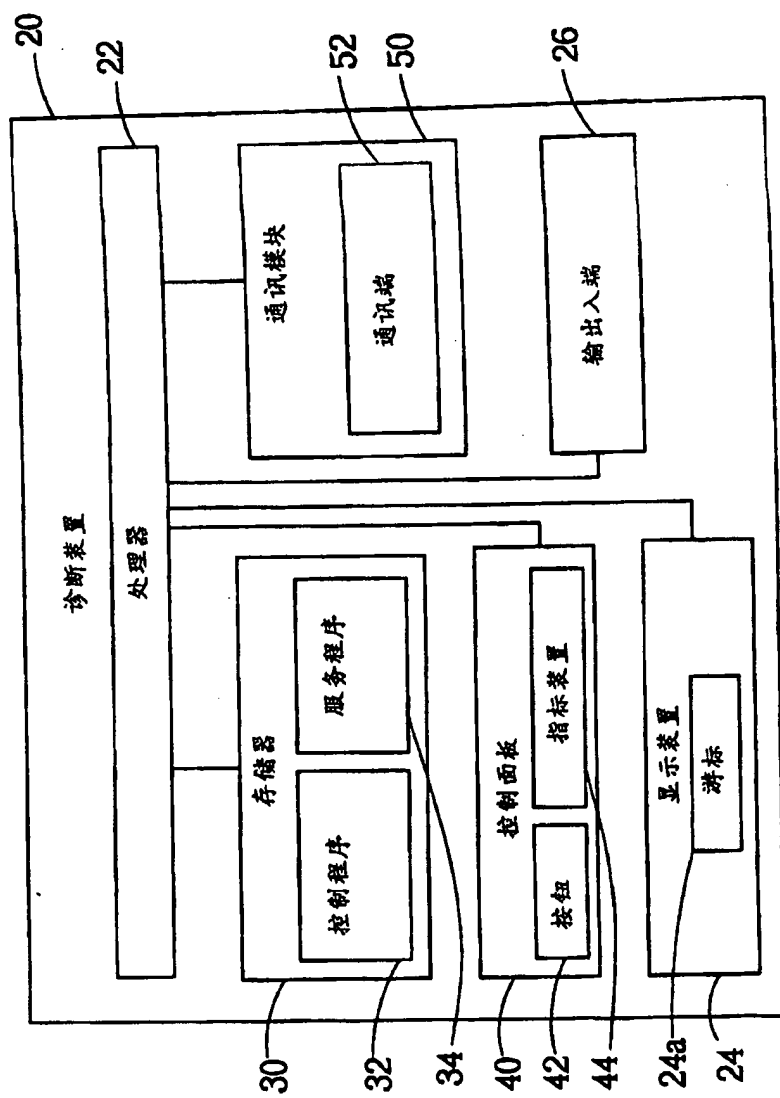 诊断装置
20
处理器
22
存储器
30
控制程序
32
服务程序
34
通讯模块
50
通讯端
52
控制面板
40
按钮
42
指标装置
44
输出入端
26
显示装置
24
游标
24a